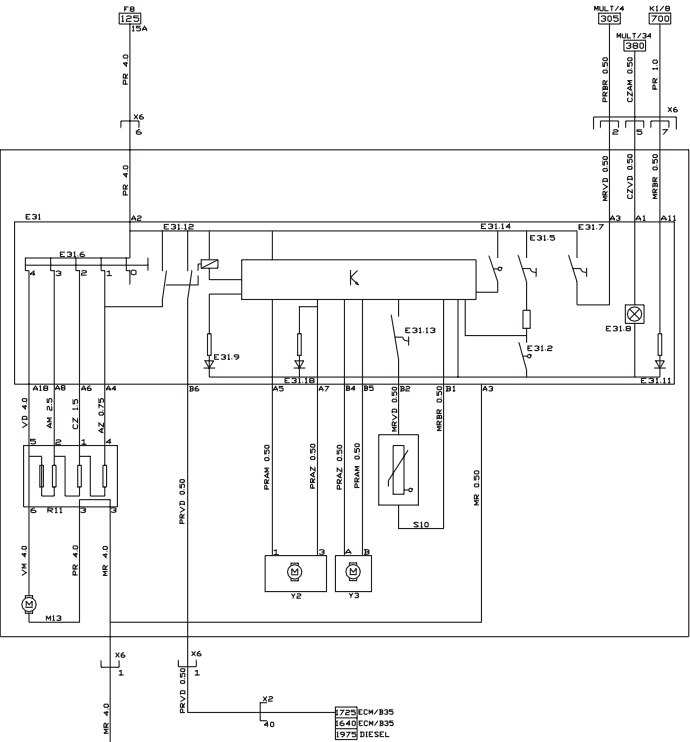 F8
125
15A
MULT/4
305
KI/8
700
MULT/34
380
PR 4.0
PRBR 0.50
CZAM 0.50
PR 1.0
X6
6
X6
2
5
7
PR 4.0
MRVD 0.50
CZVD 0.50
MRBR 0.50
E31
A2
A3
A1
A11
E31.12
E31.14
E31.7
E31.5
E31.6
4
3
2
1
K
E31.8
E31.13
E31.9
E31.2
E31.18
E31.11
A18
A8
A6
A4
B6
A5
A7
B4
B5
B2
B1
A3
VD 4.0
AM 2.5
CZ 1.5
AZ 0.75
MRVD 0.50
MRBR 0.50
5
2
1
4
PRVD 0.50
PRAM 0.50
PRAZ 0.50
PRAZ 0.50
PRAM 0.50
MR 0.50
6
R11
3
3
S10
VM 4.0
PR 4.0
MR 4.0
1
3
A
B
M
M
Y2
Y3
M
M13
X6
1
X6
1
MR 4.0
PRVD 0.50
X2
40
1725 ECM/B35
1640 ECM/B35
1975 DIESEL